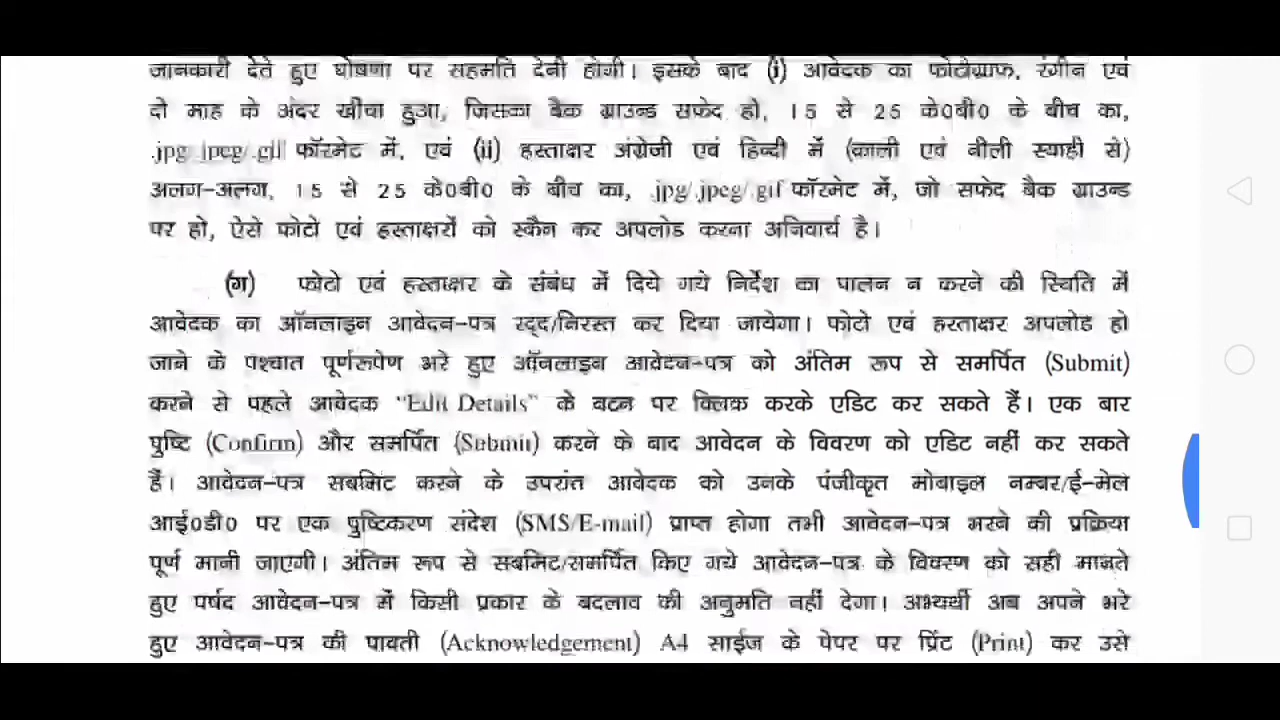 जानकारी देते हुए घोषणा पर सहमति देनी होगी। इसके बाद (i) आवेदक का फोटोग्राफ, रंगीन एवं
दो माह के अंदर खींचा हुआ, जिसका बैक ग्राउन्ड सफेद हो, 15 से 25 के0बी0 के बीच का,
.jpg/.jpeg/.gif फॉरमेट में, एवं (ii) हस्ताक्षर अंग्रेजी एवं हिन्दी में (काली एवं नीली स्याही से)
अलग-अलग, 15 से 25 के0बी0 के बीच का, .jpg/.jpeg/.gif फॉरमेट में, जो सफेद बैक ग्राउन्ड
पर हो, ऐसे फोटो एवं हस्ताक्षरों को स्कैन कर अपलोड करना अनिवार्य है।
(ग) फोटो एवं हस्ताक्षर के संबंध में दिये गये निर्देश का पालन न करने की स्थिति में
आवेदक का ऑनलाइन आवेदन-पत्र रद्द/निरस्त कर दिया जायेगा। फोटो एवं हस्ताक्षर अपलोड हो
जाने के पश्चात पूर्णरूपेण भरे हुए ऑनलाइन आवेदन-पत्र को अंतिम रूप से समर्पित (Submit)
करने से पहले आवेदक “Edit Details” के बटन पर क्लिक करके एडिट कर सकते हैं। एक बार
पुष्टि (Confirm) और समर्पित (Submit) करने के बाद आवेदन के विवरण को एडिट नहीं कर सकते
हैं। आवेदन-पत्र सबमिट करने के उपरांत आवेदक को उनके पंजीकृत मोबाइल नम्बर/ई-मेल
आई0डी0 पर एक पुष्टिकरण संदेश (SMS/E-mail) प्राप्त होगा तभी आवेदन-पत्र भरने की प्रक्रिया
पूर्ण मानी जाएगी। अंतिम रूप से सबमिट/समर्पित किए गये आवेदन-पत्र के विवरण को सही मानते
हुए पर्षद आवेदन-पत्र में किसी प्रकार के बदलाव की अनुमति नहीं देगा। अभ्यर्थी अब अपने भरे
हुए आवेदन-पत्र की पावती (Acknowledgement) A4 साईज के पेपर पर प्रिंट (Print) कर उसे